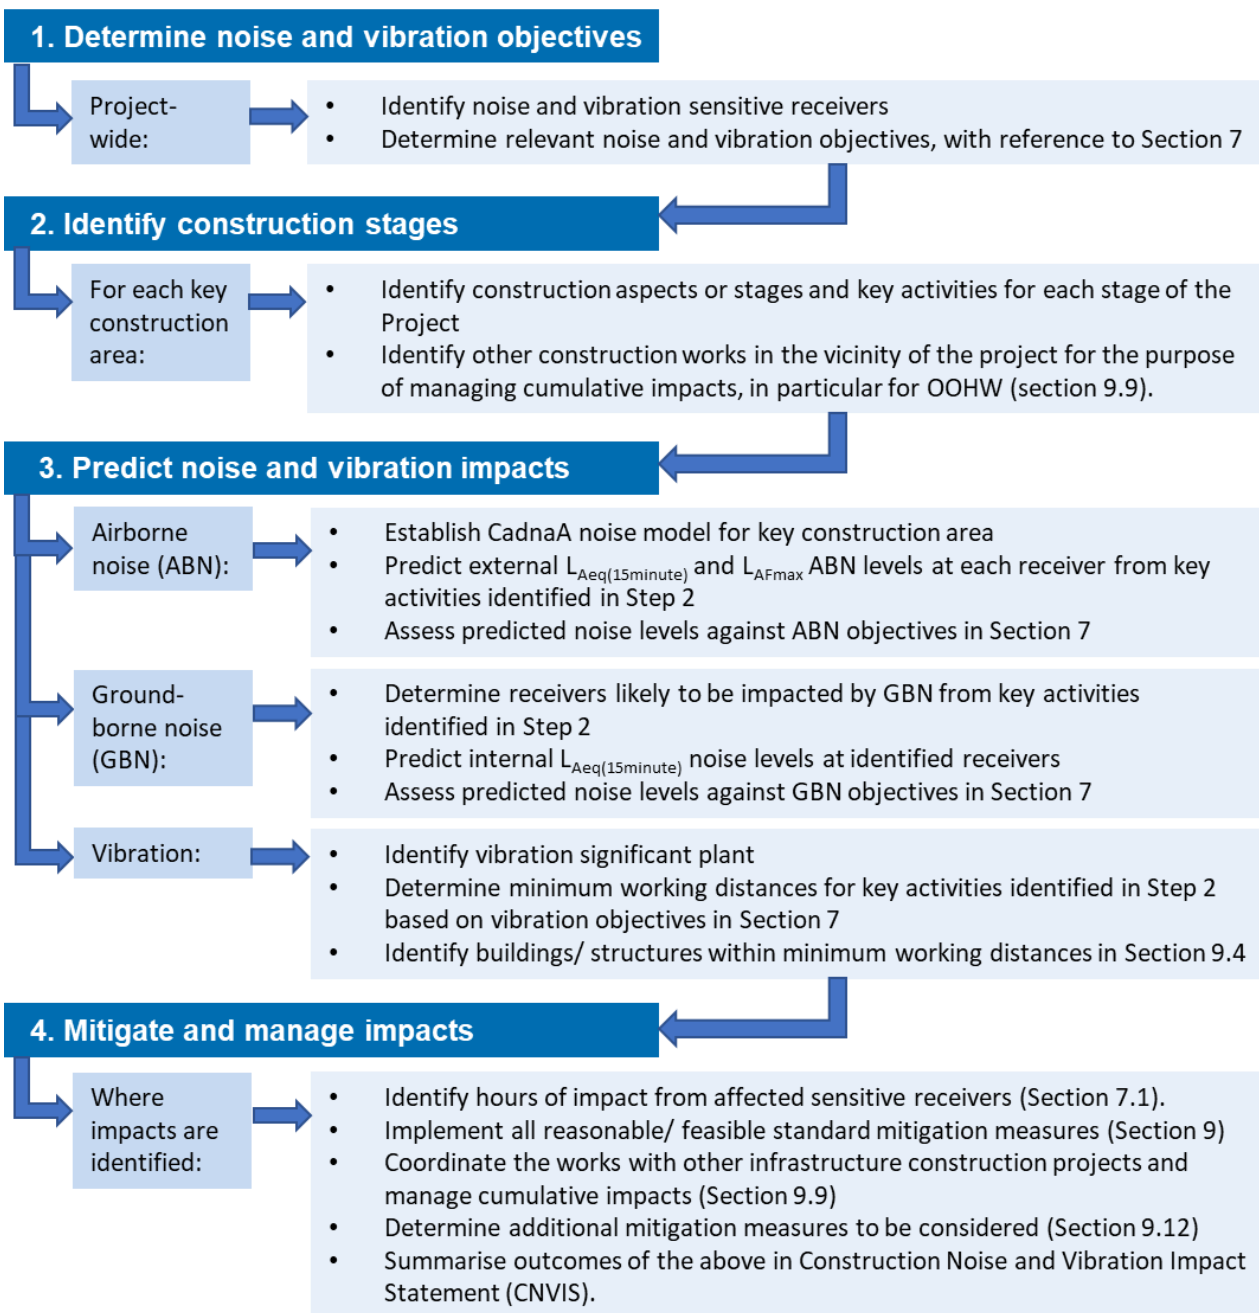 1. Determine noise and vibration objectives
Project-
wide:
• Identify noise and vibration sensitive receivers
• Determine relevant noise and vibration objectives, with reference to Section 7
2. Identify construction stages
For each key
construction
area:
• Identify construction aspects or stages and key activities for each stage of the
Project
• Identify other construction works in the vicinity of the project for the purpose
of managing cumulative impacts, in particular for OOHW (section 9.9).
3. Predict noise and vibration impacts
Airborne
noise (ABN):
• Establish CadnaA noise model for key construction area
• Predict external LAeq(15minute) and LAFmax ABN levels at each receiver from key
activities identified in Step 2
• Assess predicted noise levels against ABN objectives in Section 7
Ground-
borne noise
(GBN):
• Determine receivers likely to be impacted by GBN from key activities
identified in Step 2
• Predict internal LAeq(15minute) noise levels at identified receivers
• Assess predicted noise levels against GBN objectives in Section 7
Vibration:
• Identify vibration significant plant
• Determine minimum working distances for key activities identified in Step 2
based on vibration objectives in Section 7
• Identify buildings/ structures within minimum working distances in Section 9.4
4. Mitigate and manage impacts
Where
impacts are
identified:
• Identify hours of impact from affected sensitive receivers (Section 7.1).
• Implement all reasonable/ feasible standard mitigation measures (Section 9)
• Coordinate the works with other infrastructure construction projects and
manage cumulative impacts (Section 9.9)
• Determine additional mitigation measures to be considered (Section 9.12)
• Summarise outcomes of the above in Construction Noise and Vibration Impact
Statement (CNVIS).